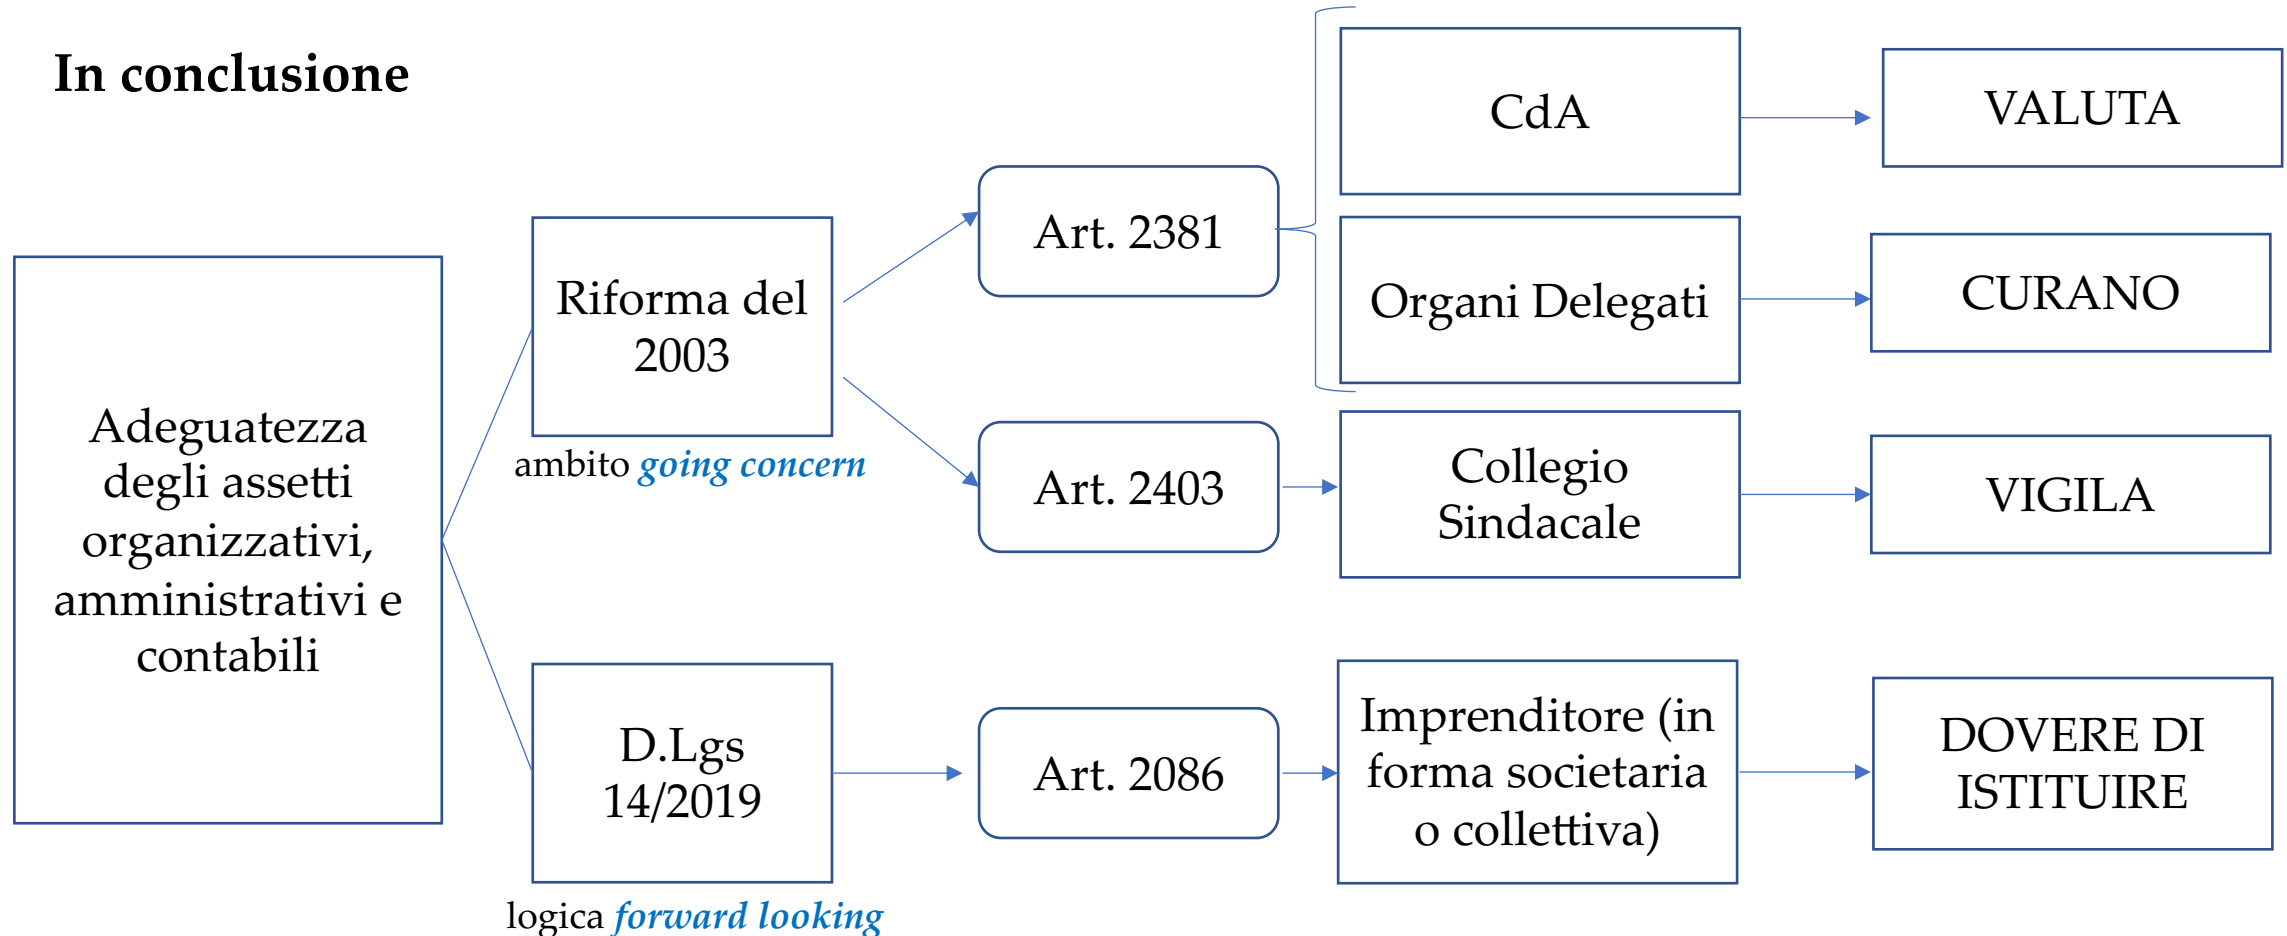 In conclusione
Adeguatezza
degli assetti
organizzativi,
amministrativi e
contabili
Riforma del
2003
ambito going concern
Art. 2381
CdA
VALUTA
Organi Delegati
CURANO
Art. 2403
Collegio
Sindacale
VIGILA
D.Lgs
14/2019
logica forward looking
Art. 2086
Imprenditore (in
forma societaria
o collettiva)
DOVERE DI
ISTITUIRE